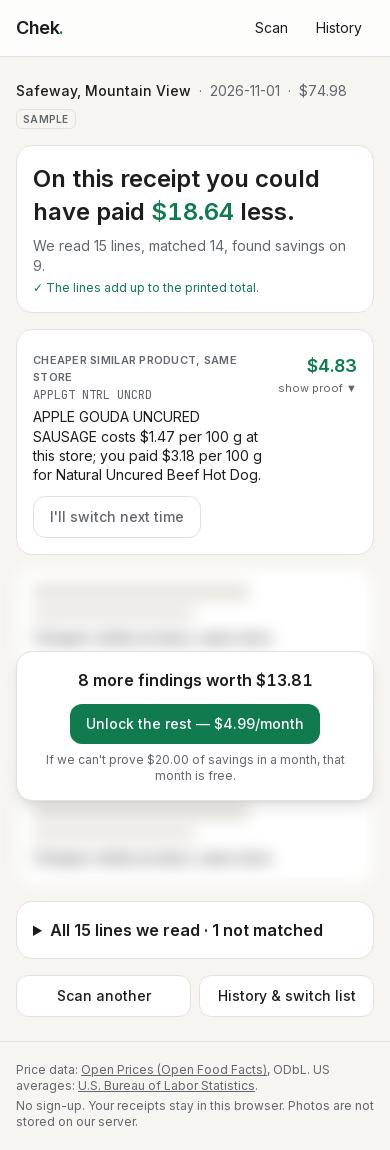 Chek.
Scan
History
Safeway, Mountain View · 2026-11-01 · $74.98
SAMPLE
On this receipt you could
have paid $18.64 less.
We read 15 lines, matched 14, found savings on
9.
✓ The lines add up to the printed total.
CHEAPER SIMILAR PRODUCT, SAME
STORE
$4.83
show proof ▼
APPLGT NTRL UNCRD
APPLE GOUDA UNCURED
SAUSAGE costs $1.47 per 100 g at
this store; you paid $3.18 per 100 g
for Natural Uncured Beef Hot Dog.
I'll switch next time
8 more findings worth $13.81
Unlock the rest — $4.99/month
If we can't prove $20.00 of savings in a month, that
month is free.
▶ All 15 lines we read · 1 not matched
Scan another
History & switch list
Price data: Open Prices (Open Food Facts), ODbL. US
averages: U.S. Bureau of Labor Statistics.
No sign-up. Your receipts stay in this browser. Photos are not
stored on our server.